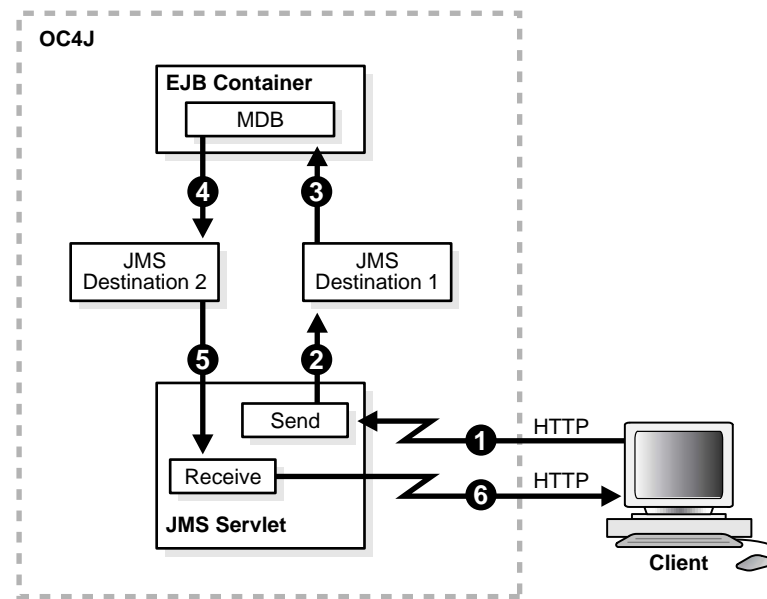 OC4J
EJB Container
MDB
4
3
JMS
Destination 2
JMS
Destination 1
5
2
Send
1
HTTP
Receive
6
HTTP
JMS Servlet
Client